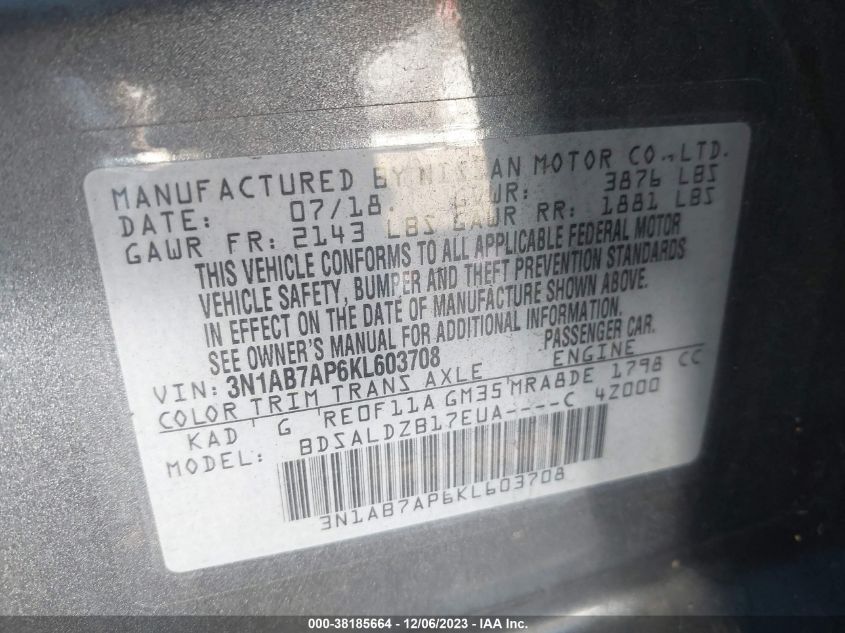 MANUFACTURED BY NISSAN MOTOR CO., LTD.
DATE: 07/18 GVWR: 3876 LBS
GAWR FR: 2143 LBS GAWR RR: 1881 LBS
THIS VEHICLE CONFORMS TO ALL APPLICABLE FEDERAL MOTOR
VEHICLE SAFETY, BUMPER AND THEFT PREVENTION STANDARDS
IN EFFECT ON THE DATE OF MANUFACTURE SHOWN ABOVE.
SEE OWNER'S MANUAL FOR ADDITIONAL INFORMATION.
VIN: 3N1AB7AP6KL603708 PASSENGER CAR.
COLOR TRIM TRANS AXLE ENGINE
KAD G RE0F11A GM35 MRA8DE 1798 CC
MODEL: BDSALDZB17EUA----C 4Z000
3N1AB7AP6KL603708
000-38185664 - 12/06/2023 - IAA Inc.